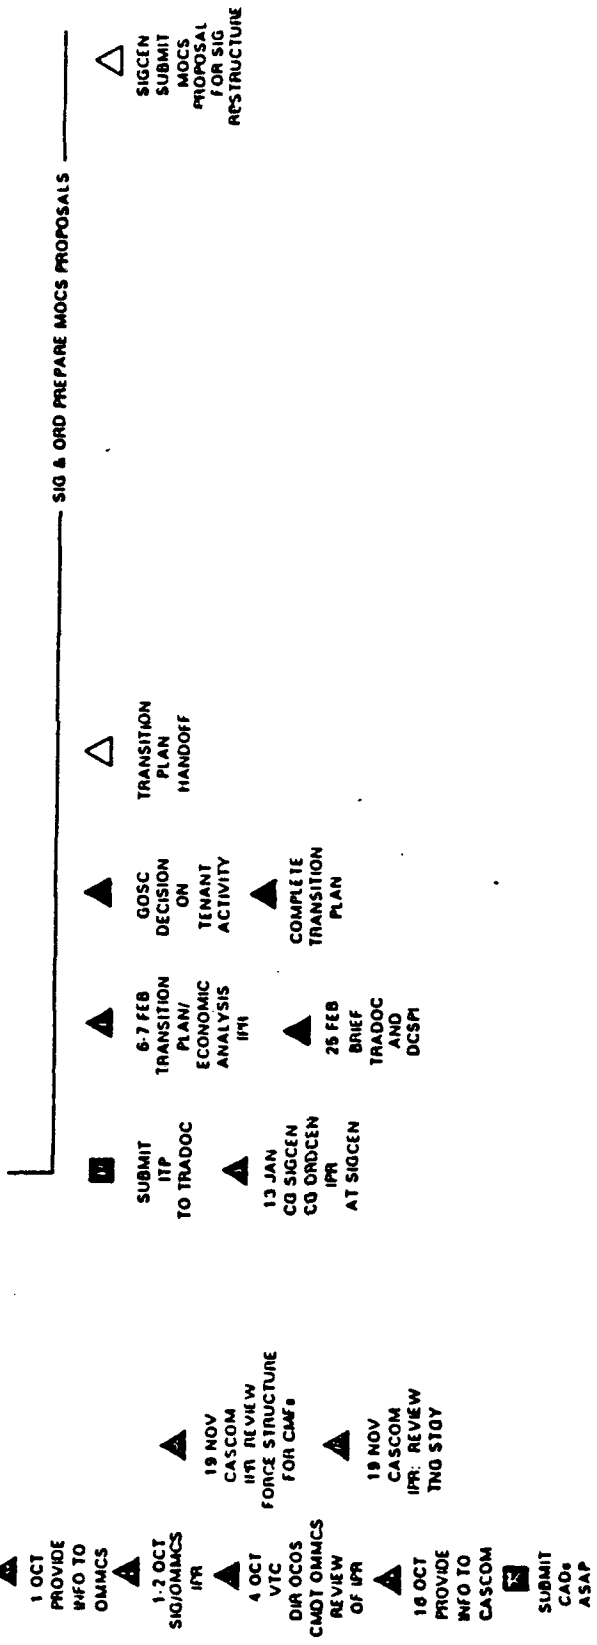 1 OCT
PROVIDE
INFO TO
OMMCS
1-2 OCT
SIG/OMMCS
IPR
4 OCT
VTC
DIR OCOS
CMDT OMMCS
REVIEW
OF IPR
16 OCT
PROVIDE
INFO TO
CASCOM
SUBMIT
CADs
ASAP
19 NOV
CASCOM
IPR REVIEW
FORCE STRUCTURE
FOR CMFs
19 NOV
CASCOM
IPR: REVIEW
TNG STGY
SUBMIT
ITP
TO TRADOC
13 JAN
CG SIGCEN
CG ORDCEN
IPR
AT SIGCEN
6-7 FEB
TRANSITION
PLAN/
ECONOMIC
ANALYSIS
IPR
25 FEB
BRIEF
TRADOC
AND
GOSC
DECISION
ON
TENANT
ACTIVITY
COMPLETE
TRANSITION
PLAN
TRANSITION
PLAN
HANDOFF
SIG & ORD PREPARE MOCS PROPOSALS
SIGCEN
SUBMIT
MOCS
PROPOSAL
FOR SIG
RESTRUCTURE